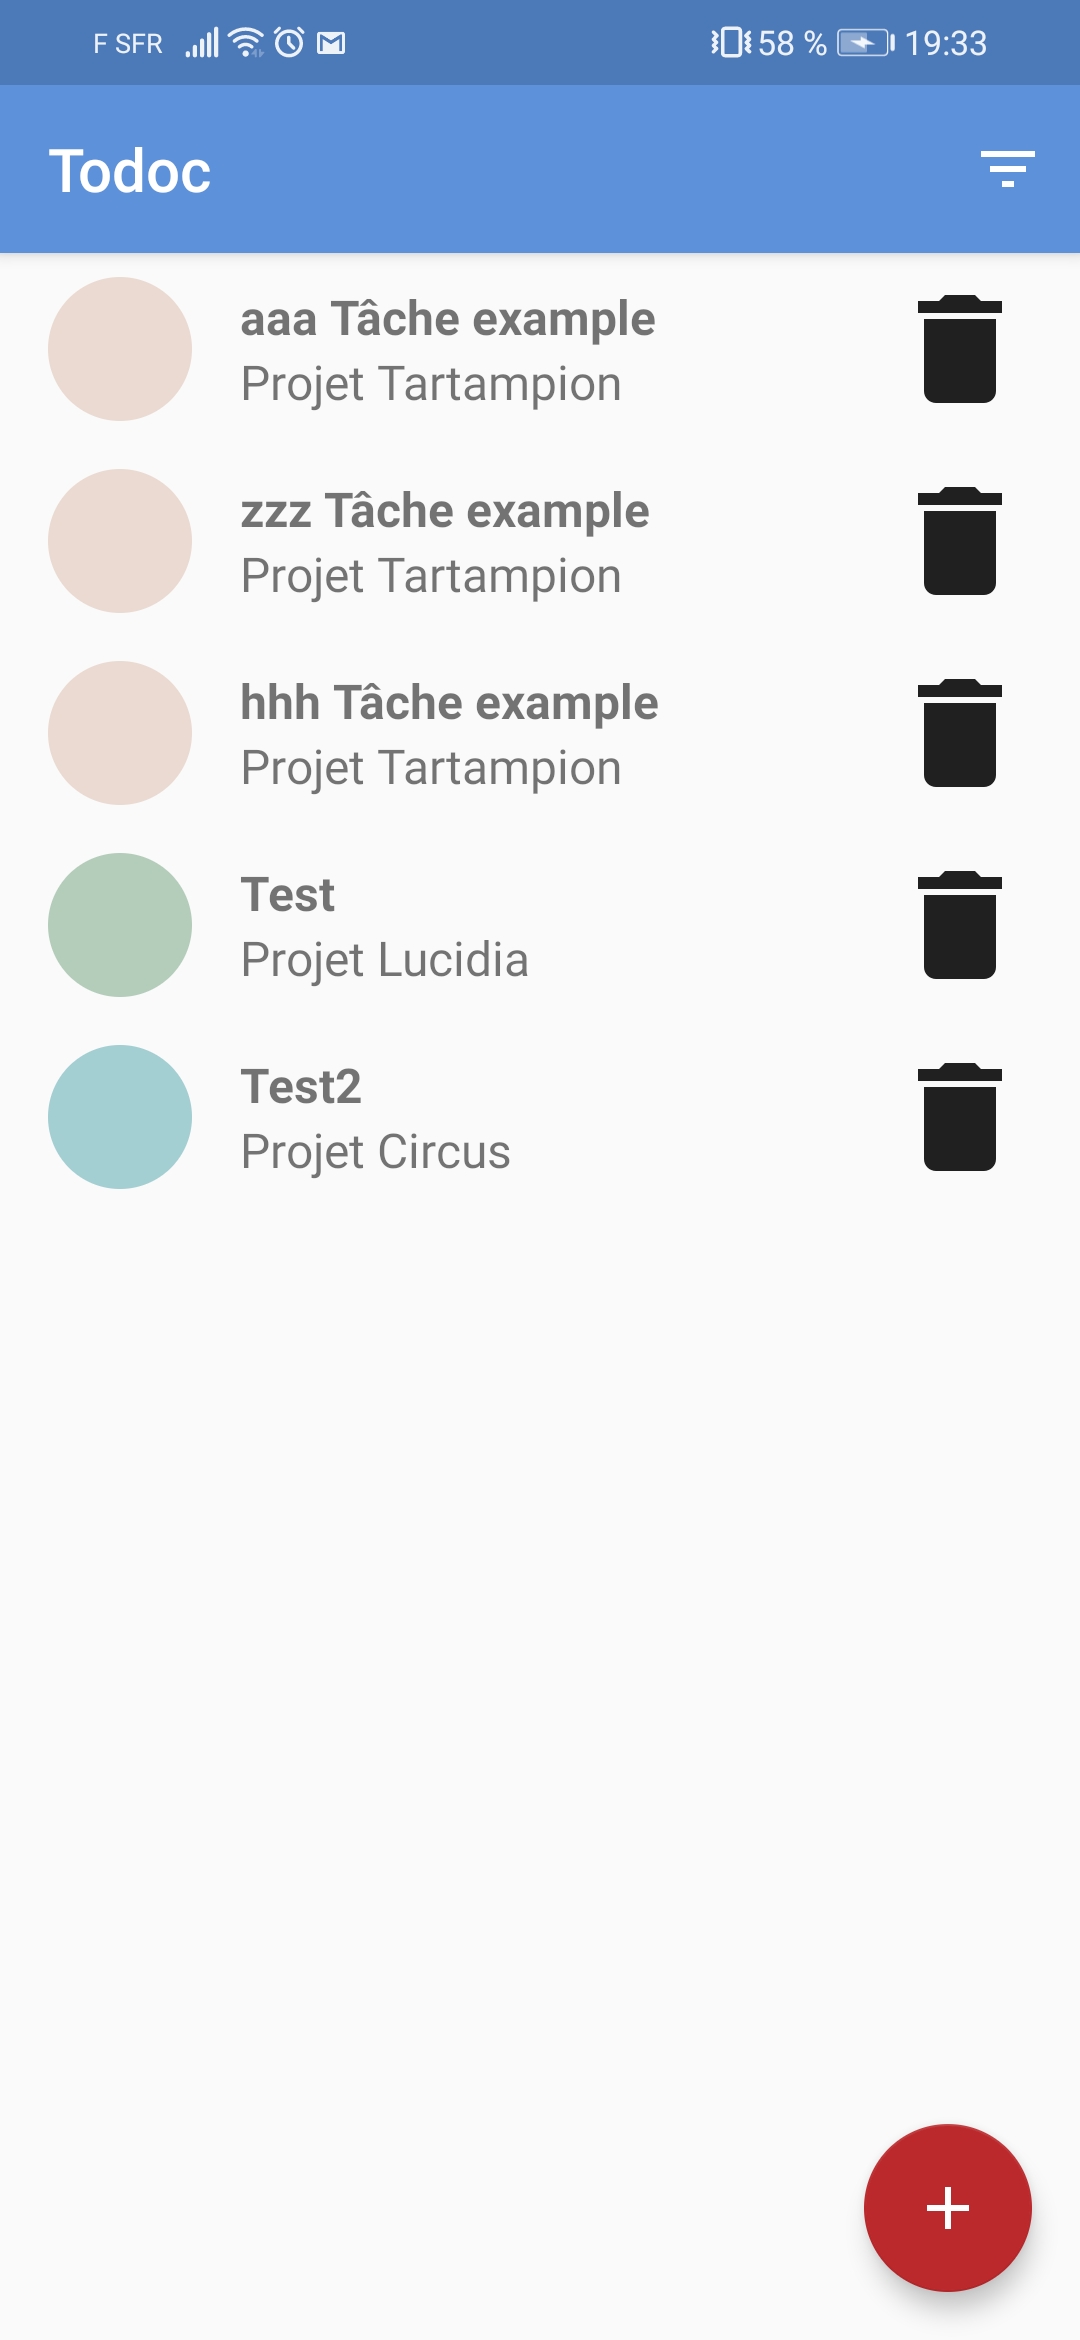 F SFR 58 % 19:33
Todoc
aaa Tâche example
Projet Tartampion
zzz Tâche example
Projet Tartampion
hhh Tâche example
Projet Tartampion
Test
Projet Lucidia
Test2
Projet Circus